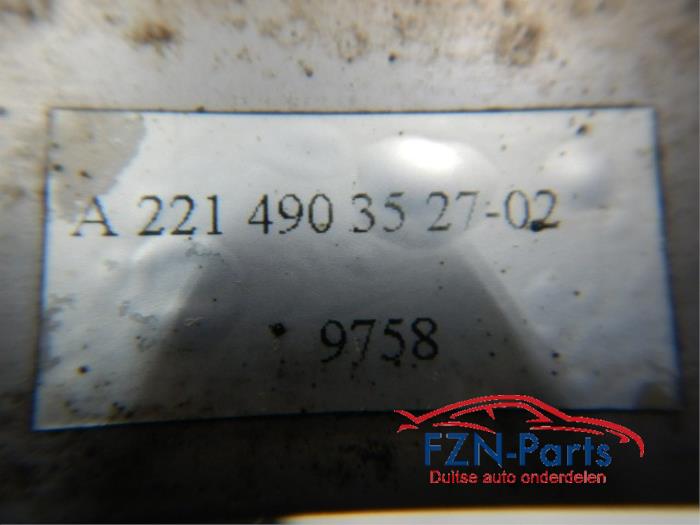 A 221 490 35 27-02
9758
FZN-Parts
Duitse auto onderdelen